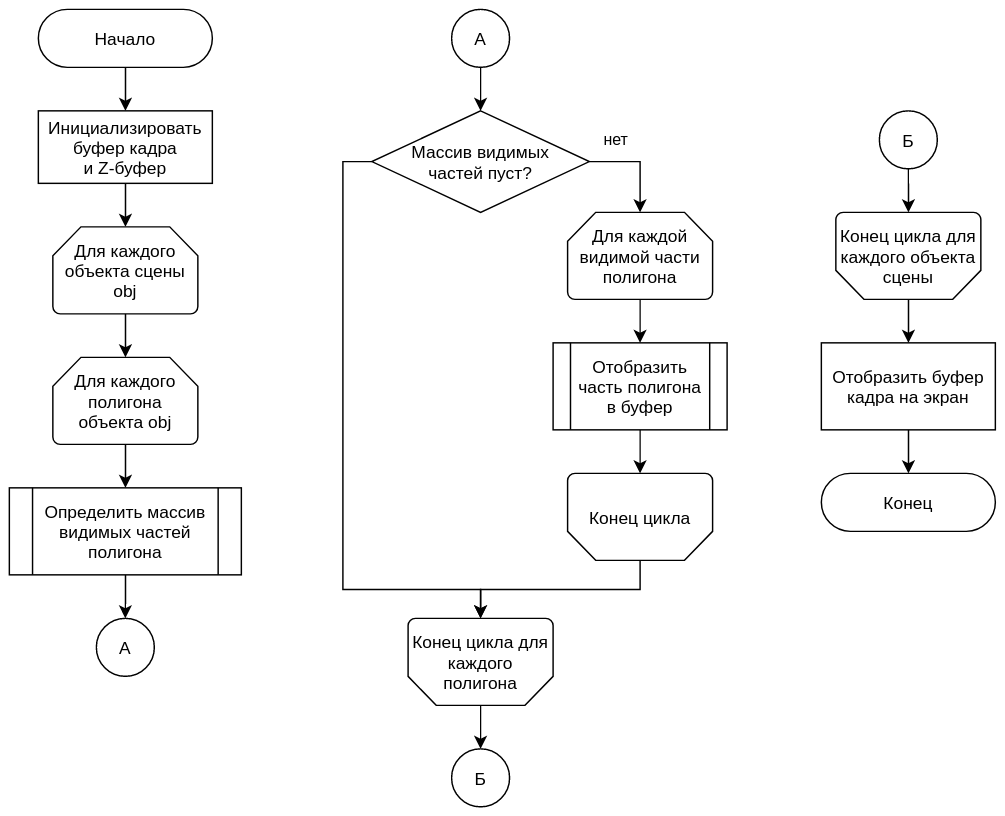 Начало
Инициализировать
буфер кадра
и Z-буфер
Для каждого
объекта сцены
obj
Для каждого
полигона
объекта obj
Определить массив
видимых частей
полигона
А
А
Массив видимых
частей пуст?
нет
Для каждой
видимой части
полигона
Отобразить
часть полигона
в буфер
Конец цикла
Конец цикла для
каждого
полигона
Б
Б
Конец цикла для
каждого объекта
сцены
Отобразить буфер
кадра на экран
Конец